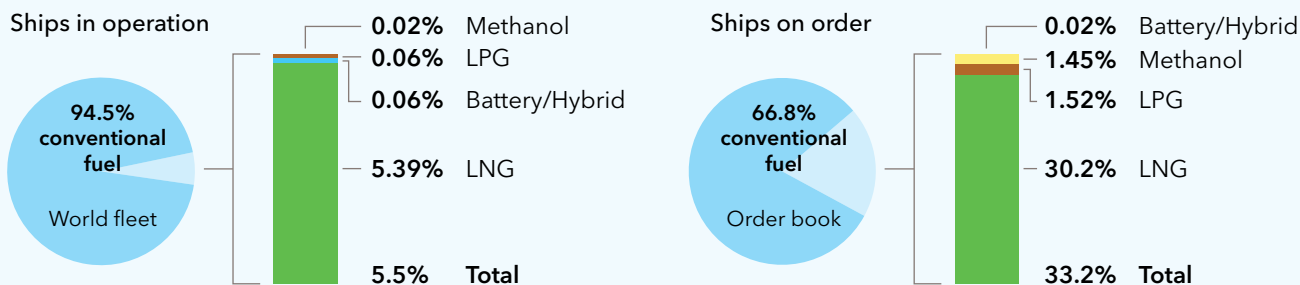 Ships in operation
0.02% Methanol
0.06% LPG
0.06% Battery/Hybrid
5.39% LNG
5.5% Total
94.5%
conventional
fuel
World fleet
Ships on order
0.02% Battery/Hybrid
1.45% Methanol
1.52% LPG
30.2% LNG
33.2% Total
66.8%
conventional
fuel
Order book